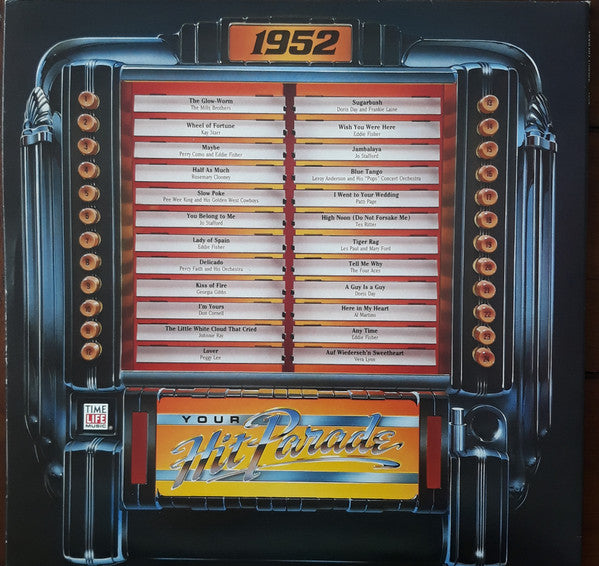 1952
The Glow-Worm
The Mills Brothers
Wheel of Fortune
Kay Starr
Maybe
Perry Como and Eddie Fisher
Half As Much
Rosemary Clooney
Slow Poke
Pee Wee King and His Golden West Cowboys
You Belong to Me
Jo Stafford
Lady of Spain
Eddie Fisher
Delicado
Percy Faith and His Orchestra
Kiss of Fire
Georgia Gibbs
I'm Yours
Don Cornell
The Little White Cloud That Cried
Johnnie Ray
Lover
Peggy Lee
Sugarbush
Doris Day and Frankie Laine
Wish You Were Here
Eddie Fisher
Jambalaya
Jo Stafford
Blue Tango
Leroy Anderson and His "Pops" Concert Orchestra
I Went to Your Wedding
Patti Page
High Noon (Do Not Forsake Me)
Tex Ritter
Tiger Rag
Les Paul and Mary Ford
Tell Me Why
The Four Aces
A Guy Is a Guy
Doris Day
Here in My Heart
Al Martino
Any Time
Eddie Fisher
Auf Wiederseh'n Sweetheart
Vera Lynn
TIME
LIFE
MUSIC
YOUR
Hit Parade